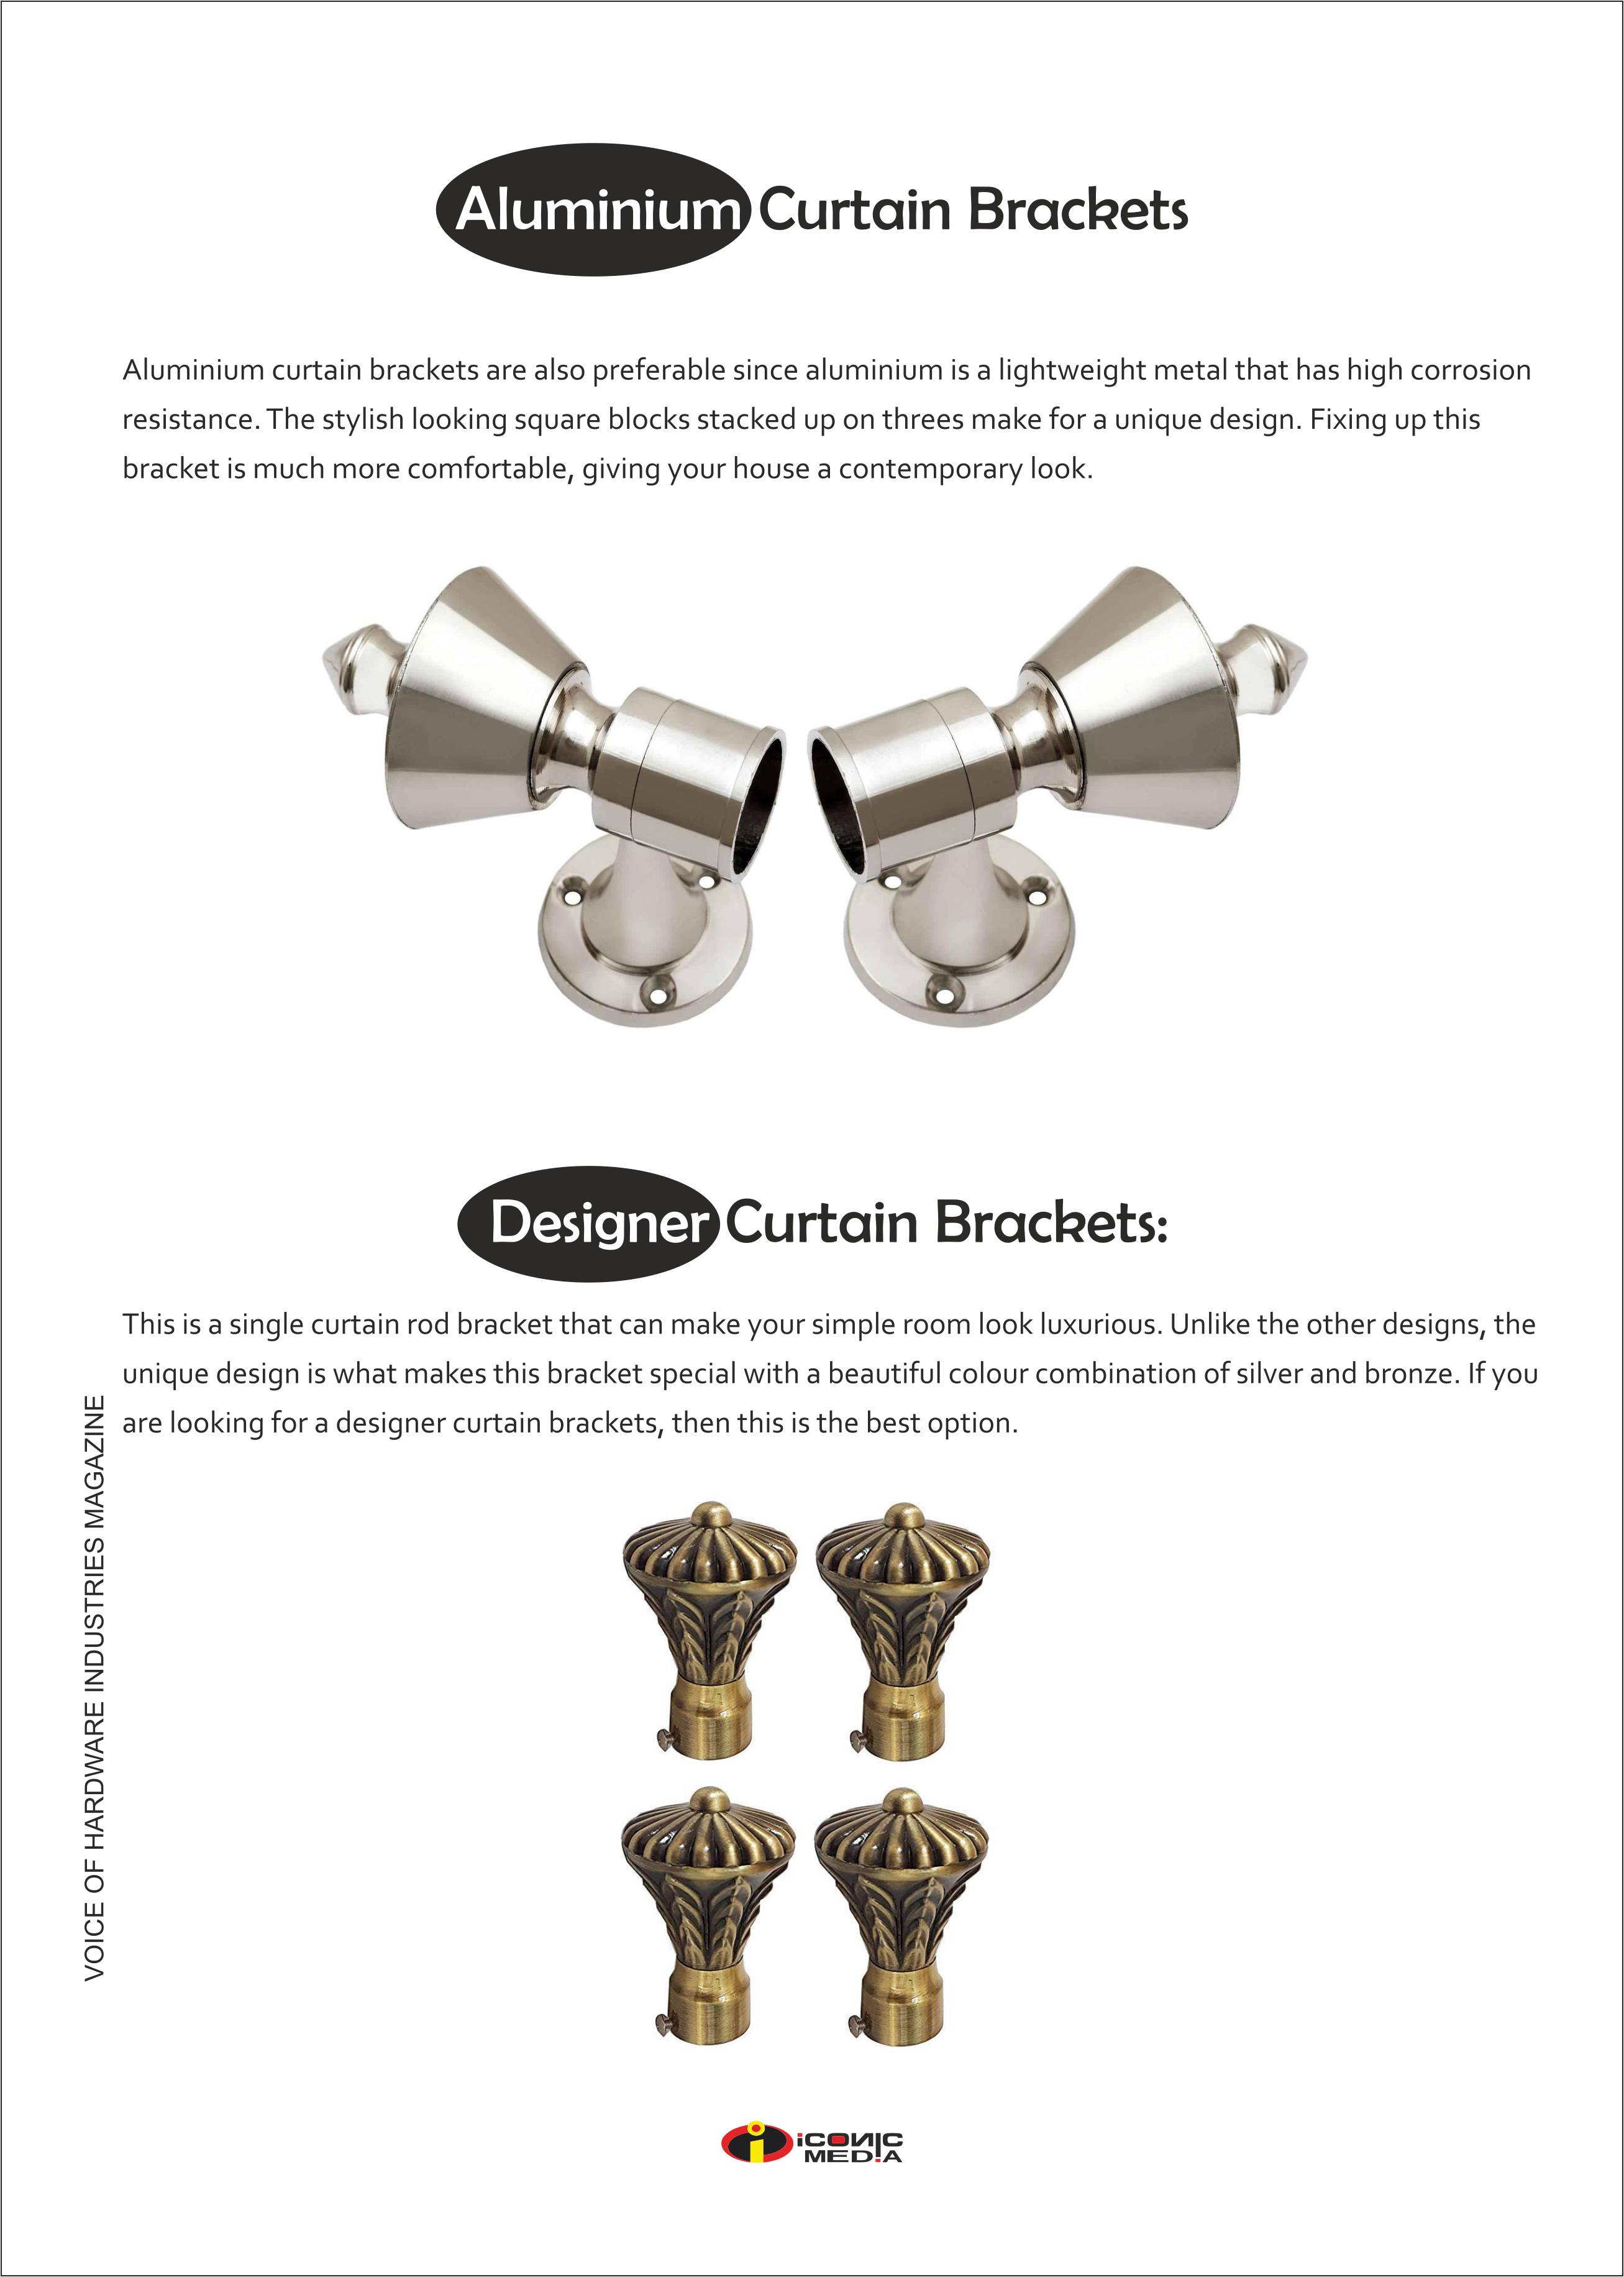 Aluminium Curtain Brackets
Aluminium curtain brackets are also preferable since aluminium is a lightweight metal that has high corrosion
resistance. The stylish looking square blocks stacked up on threes make for a unique design. Fixing up this
bracket is much more comfortable, giving your house a contemporary look.
Designer Curtain Brackets:
This is a single curtain rod bracket that can make your simple room look luxurious. Unlike the other designs, the
unique design is what makes this bracket special with a beautiful colour combination of silver and bronze. If you
are looking for a designer curtain brackets, then this is the best option.
VOICE OF HARDWARE INDUSTRIES MAGAZINE
iCONIC
MEDIA